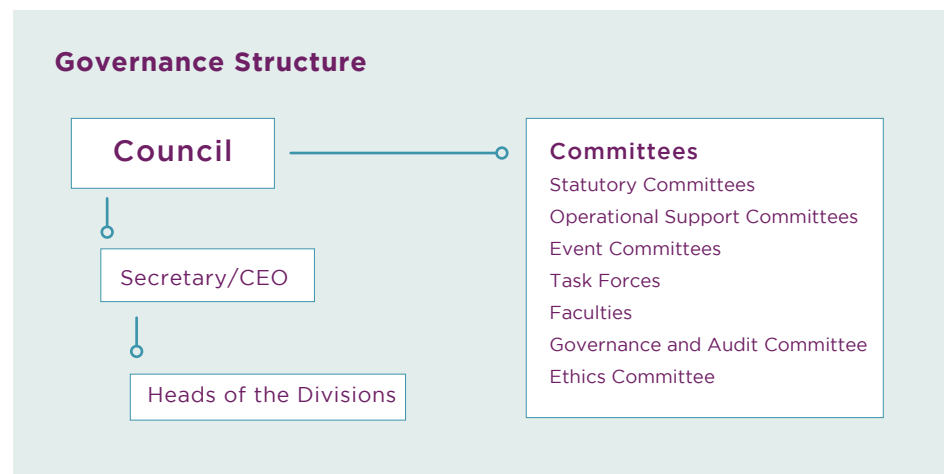 Governance Structure
Council
Secretary/CEO
Heads of the Divisions
Committees
Statutory Committees
Operational Support Committees
Event Committees
Task Forces
Faculties
Governance and Audit Committee
Ethics Committee